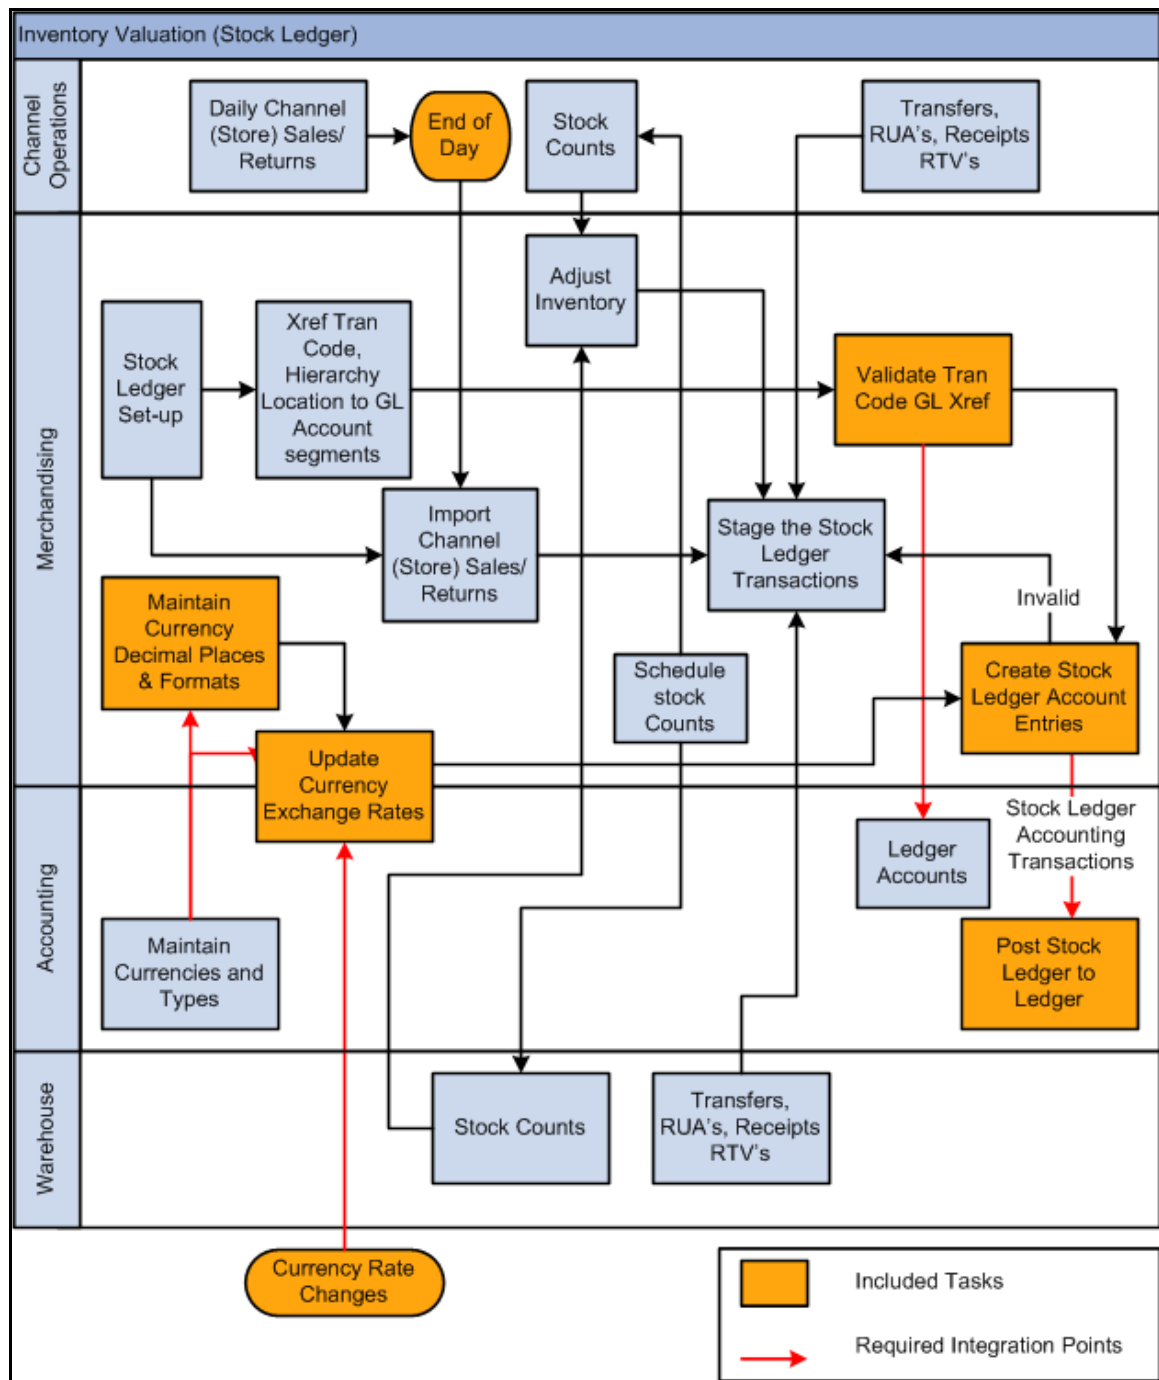 Inventory Valuation (Stock Ledger)
Channel
Operations
Daily Channel
(Store) Sales/
Returns
End of
Day
Stock
Counts
Transfers,
RUA's, Receipts
RTV's
Merchandising
Adjust
Inventory
Stock
Ledger
Set-up
Xref Tran
Code,
Hierarchy
Location to GL
Account
segments
Validate Tran
Code GL Xref
Import
Channel
(Store) Sales/
Returns
Stage the Stock
Ledger
Transactions
Invalid
Maintain
Currency
Decimal Places
& Formats
Schedule
stock
Counts
Create Stock
Ledger Account
Entries
Update
Currency
Exchange Rates
Accounting
Stock Ledger
Accounting
Transactions
Ledger
Accounts
Maintain
Currencies and
Types
Post Stock
Ledger to
Ledger
Warehouse
Stock Counts
Transfers,
RUA's, Receipts
RTV's
Currency Rate
Changes
Included Tasks
Required Integration Points